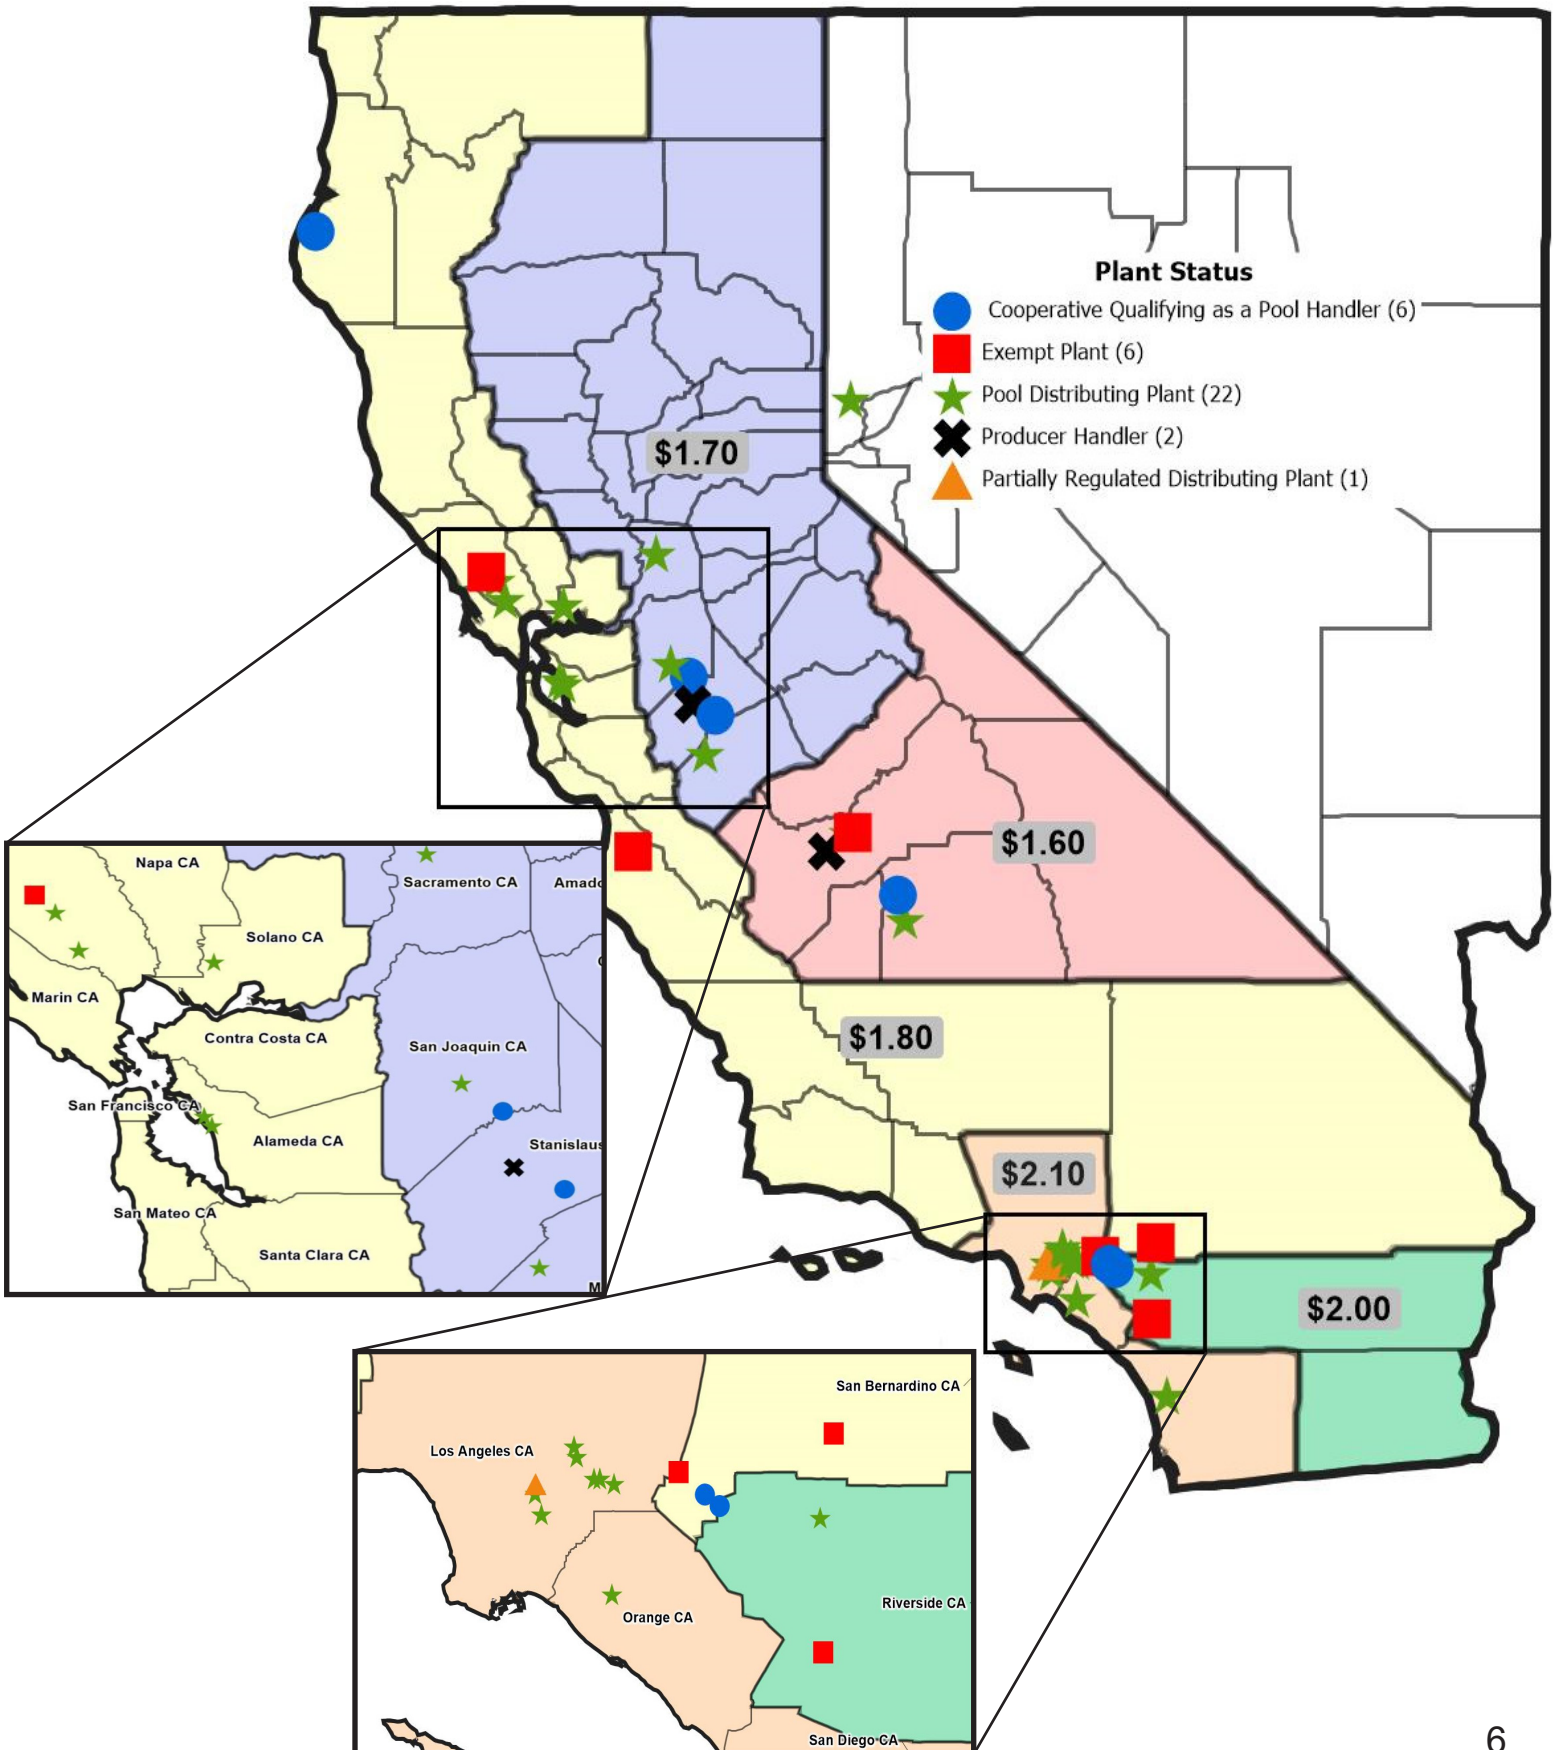 Plant Status
Cooperative Qualifying as a Pool Handler (6)
Exempt Plant (6)
Pool Distributing Plant (22)
Producer Handler (2)
Partially Regulated Distributing Plant (1)
$1.70
$1.60
$1.80
$2.10
$2.00
Napa CA
Sacramento CA
Amado
Solano CA
Marin CA
Contra Costa CA
San Joaquin CA
San Francisco CA
Alameda CA
Stanislaus
San Mateo CA
Santa Clara CA
M
San Bernardino CA
Los Angeles CA
Riverside CA
Orange CA
San Diego CA
6